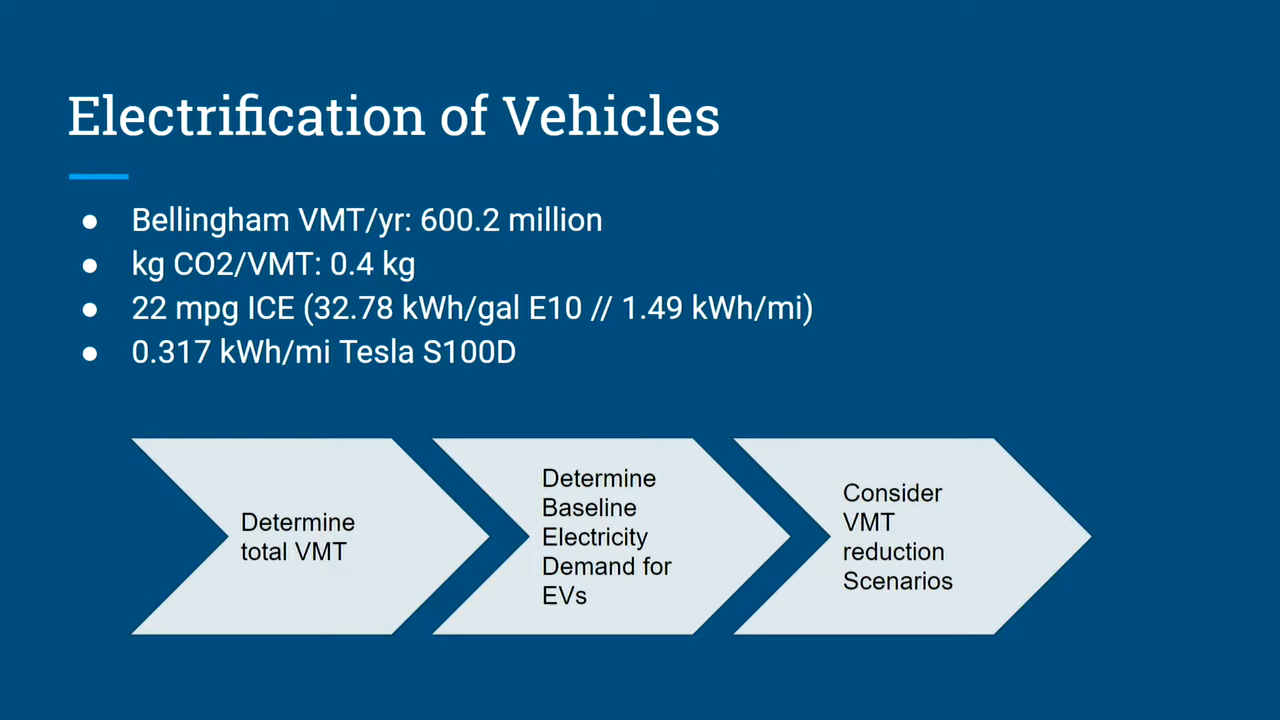 Electrification of Vehicles
● Bellingham VMT/yr: 600.2 million
● kg CO2/VMT: 0.4 kg
● 22 mpg ICE (32.78 kWh/gal E10 // 1.49 kWh/mi)
● 0.317 kWh/mi Tesla S100D
Determine
total VMT
Determine
Baseline
Electricity
Demand for
EVs
Consider
VMT
reduction
Scenarios